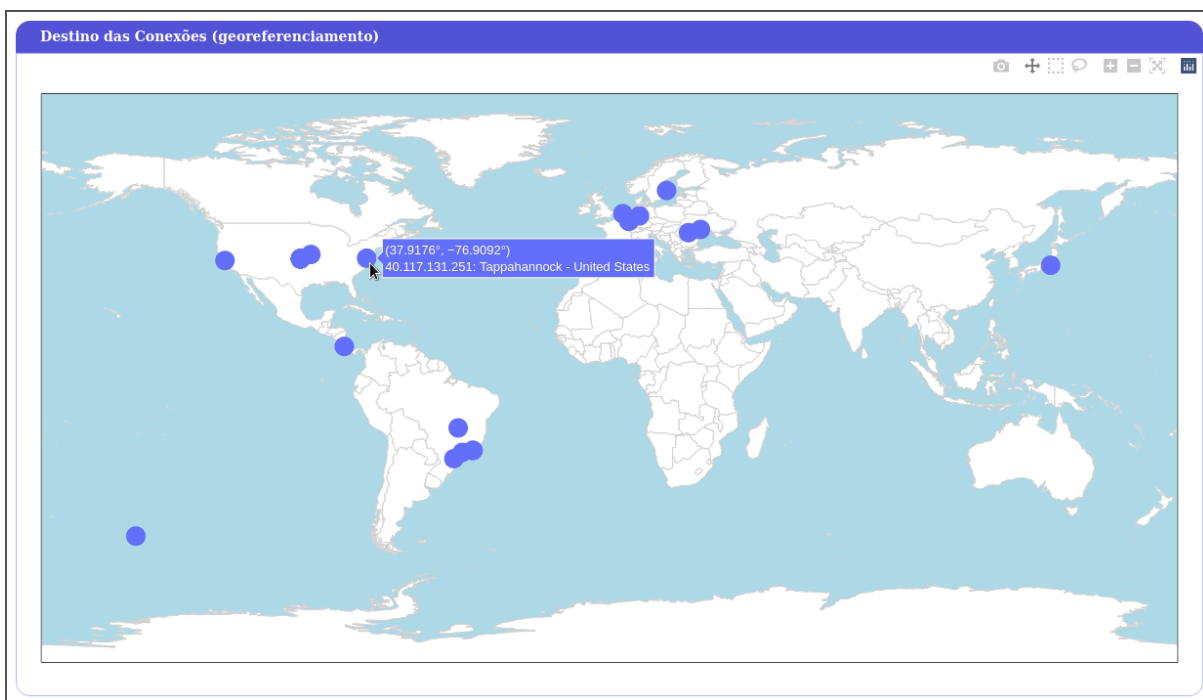 Destino das Conexões (georeferenciamento)
(37.9176°, −76.9092°)
40.117.131.251: Tappahannock - United States